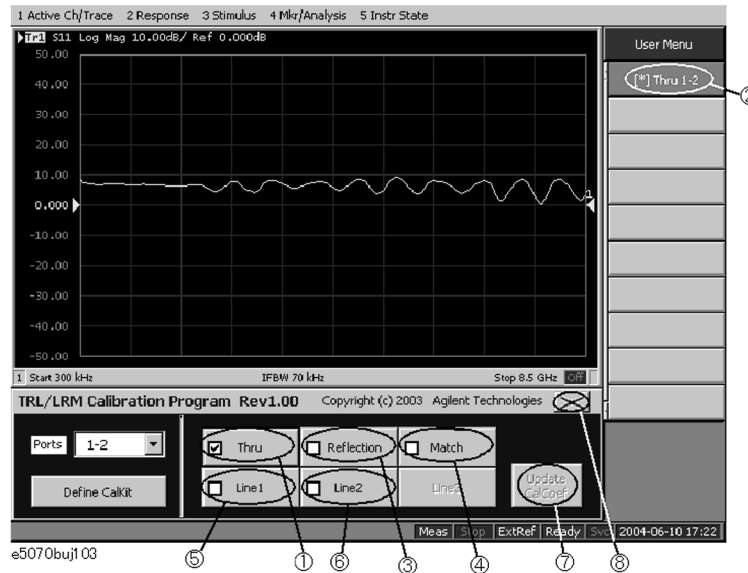 1 Active Ch/Trace 2 Response 3 Stimulus 4 Mkr/Analysis 5 Instr State
Tr1 S11 Log Mag 10.00dB/ Ref 0.000dB
50.00
40.00
30.00
20.00
10.00
0.000
-10.00
-20.00
-30.00
-40.00
-50.00
1
1 Start 300 kHz IFBW 70 kHz Stop 8.5 GHz Off
User Menu
[*] Thru 1-2
②
TRL/LRM Calibration Program Rev1.00 Copyright (c) 2003 Agilent Technologies
Ports 1-2
Define CalKit
Thru Reflection Match
Line1 Line2 Line3
Update
CalCoef
Meas Stop ExtRef Ready Svc 2004-06-10 17:22
e5070buj103
⑤ ① ⑥ ③ ④ ⑦ ⑧